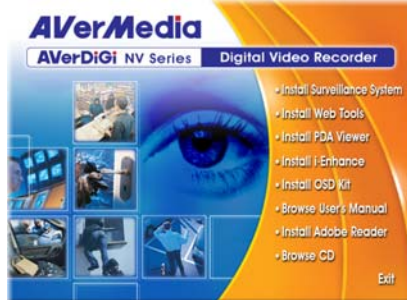 AVerMedia
AVerDiGi NV Series Digital Video Recorder
• Install Surveillance System
• Install Web Tools
• Install PDA Viewer
• Install i-Enhance
• Install OSD Kit
• Browse User's Manual
• Install Adobe Reader
• Browse CD
Exit